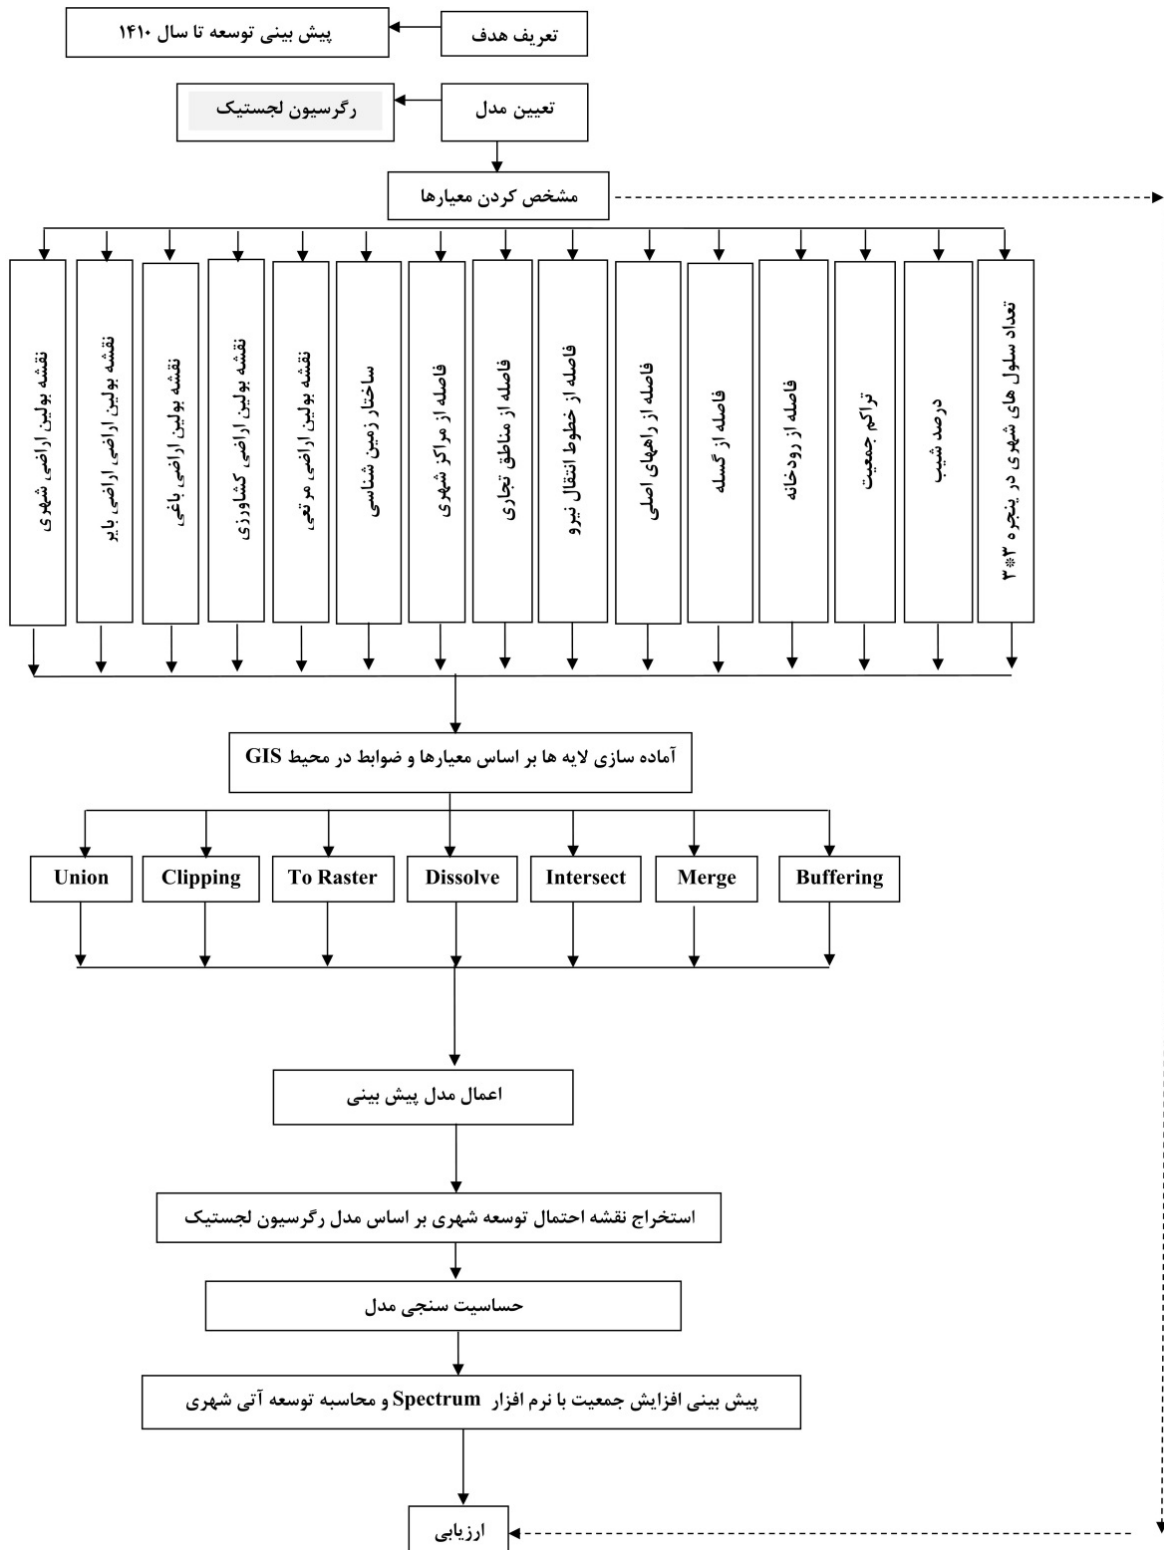 تعریف هدف
پیش بینی توسعه تا سال ۱۴۱۰
تعیین مدل
رگرسیون لجستیک
مشخص کردن معیارها
تعداد سلول های شهری در پنجره ۳*۳
درصد شیب
تراکم جمعیت
فاصله از رودخانه
فاصله از گسله
فاصله از راههای اصلی
فاصله از خطوط انتقال نیرو
فاصله از مناطق تجاری
فاصله از مراکز شهری
ساختار زمین شناسی
نقشه بولین اراضی مرتعی
نقشه بولین اراضی کشاورزی
نقشه بولین اراضی باغی
نقشه بولین اراضی اراضی بایر
نقشه بولین اراضی شهری
آماده سازی لایه ها بر اساس معیارها و ضوابط در محیط GIS
Union
Clipping
To Raster
Dissolve
Intersect
Merge
Buffering
اعمال مدل پیش بینی
استخراج نقشه احتمال توسعه شهری بر اساس مدل رگرسیون لجستیک
حساسیت سنجی مدل
پیش بینی افزایش جمعیت با نرم افزار Spectrum و محاسبه توسعه آتی شهری
ارزیابی